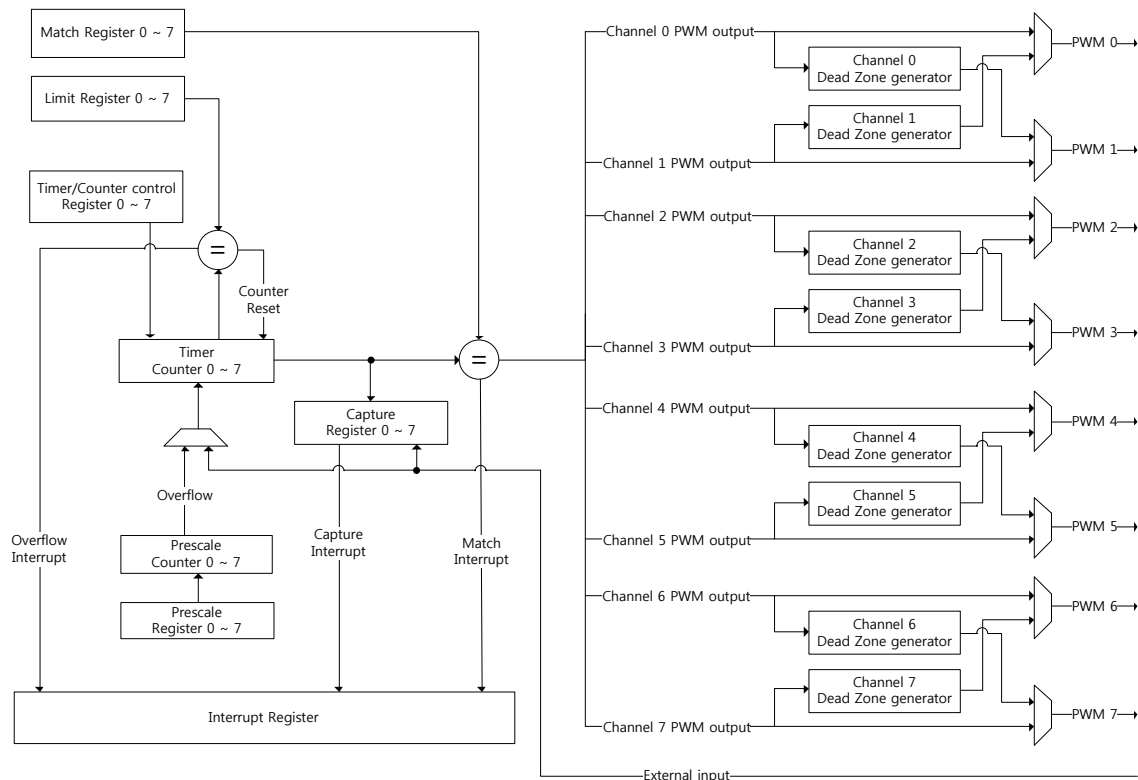 Match Register 0 ~ 7
Limit Register 0 ~ 7
Timer/Counter control
Register 0 ~ 7
=
Counter
Reset
Timer
Counter 0 ~ 7
=
Capture
Register 0 ~ 7
Overflow
Overflow
Interrupt
Prescale
Counter 0 ~ 7
Prescale
Register 0 ~ 7
Capture
Interrupt
Match
Interrupt
Interrupt Register
Channel 0 PWM output
Channel 0
Dead Zone generator
PWM 0
Channel 1
Dead Zone generator
Channel 1 PWM output
PWM 1
Channel 2 PWM output
Channel 2
Dead Zone generator
PWM 2
Channel 3
Dead Zone generator
Channel 3 PWM output
PWM 3
Channel 4 PWM output
Channel 4
Dead Zone generator
PWM 4
Channel 5
Dead Zone generator
Channel 5 PWM output
PWM 5
Channel 6 PWM output
Channel 6
Dead Zone generator
PWM 6
Channel 7
Dead Zone generator
Channel 7 PWM output
PWM 7
External input